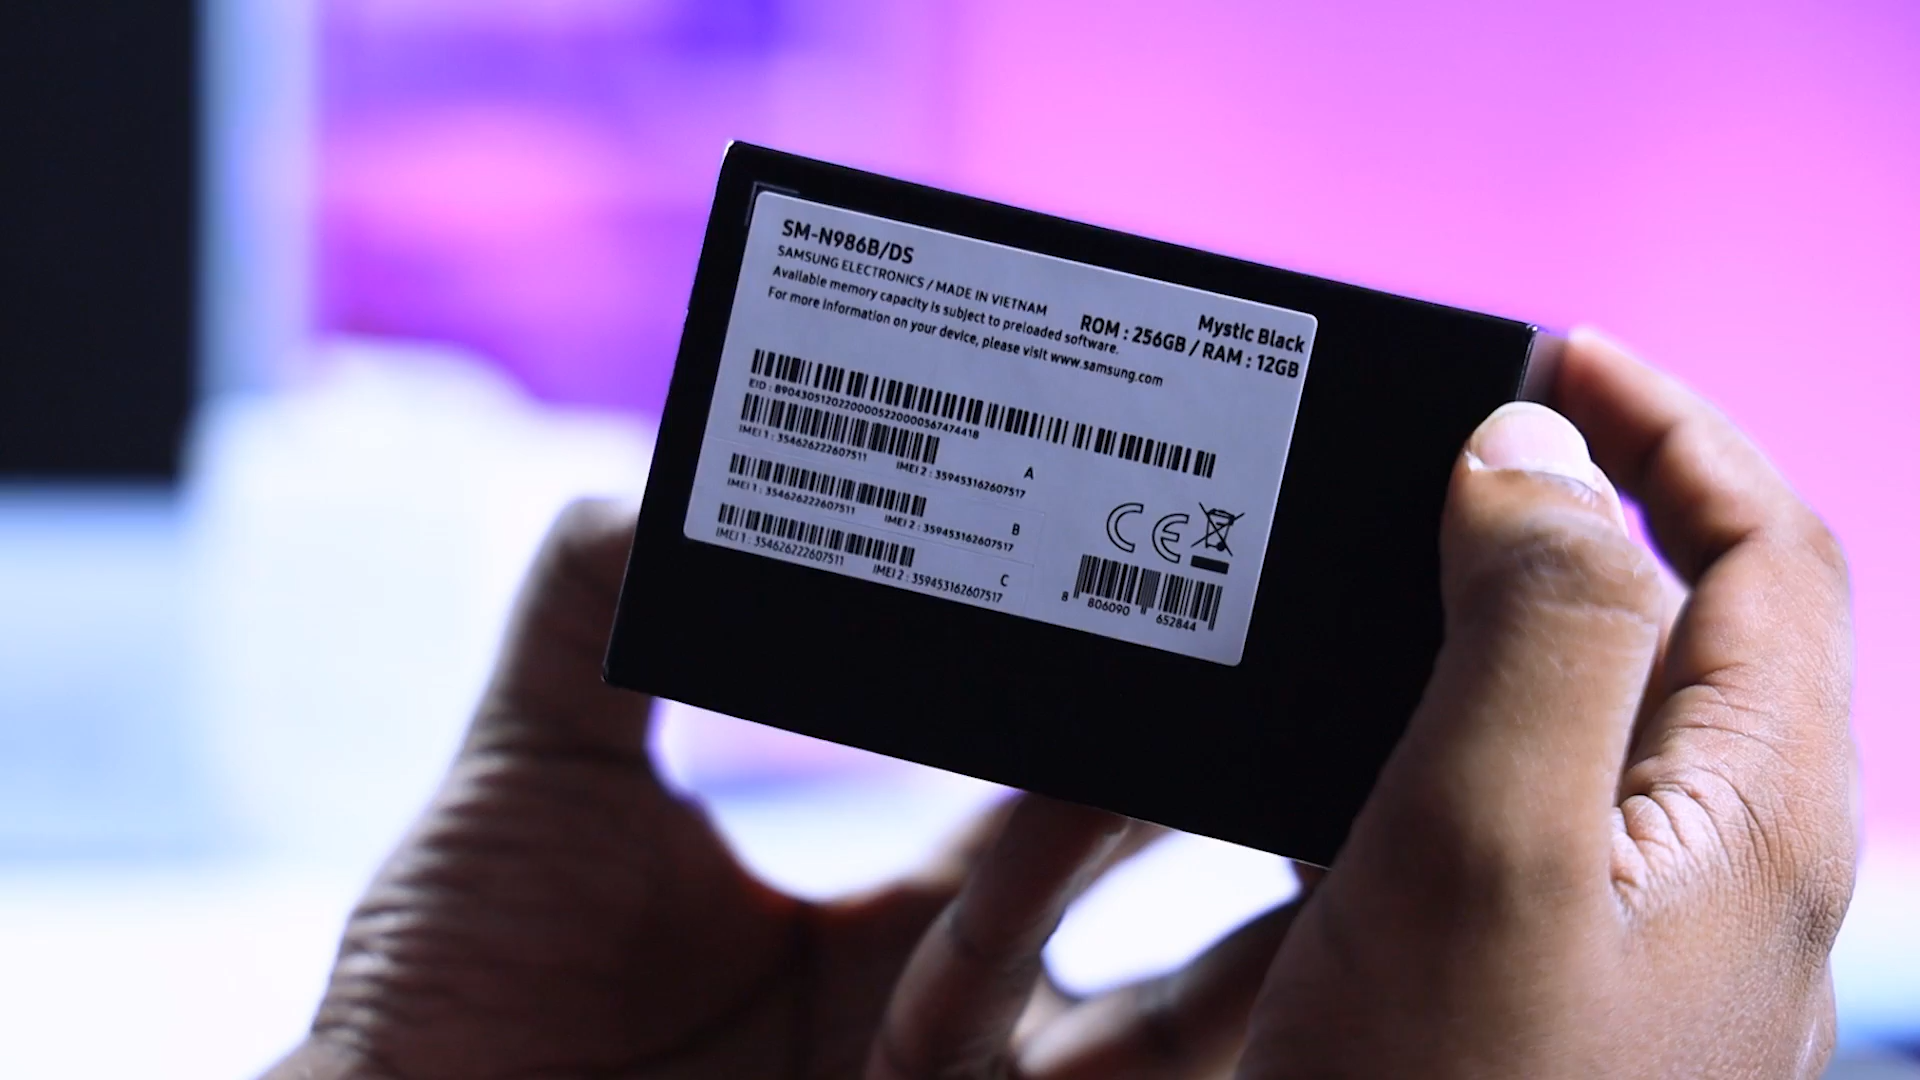 SM-N986B/DS
SAMSUNG ELECTRONICS / MADE IN VIETNAM
Available memory capacity is subject to preloaded software.
For more information on your device, please visit www.samsung.com
Mystic Black
ROM : 256GB / RAM : 12GB
EID : 89043051202200005220000567474418
IMEI 1 : 354626222607511
IMEI 2 : 359453162607517
A
IMEI 1 : 354626222607511
IMEI 2 : 359453162607517
B
IMEI 1 : 354626222607511
IMEI 2 : 359453162607517
C
CE
8 806090 652844